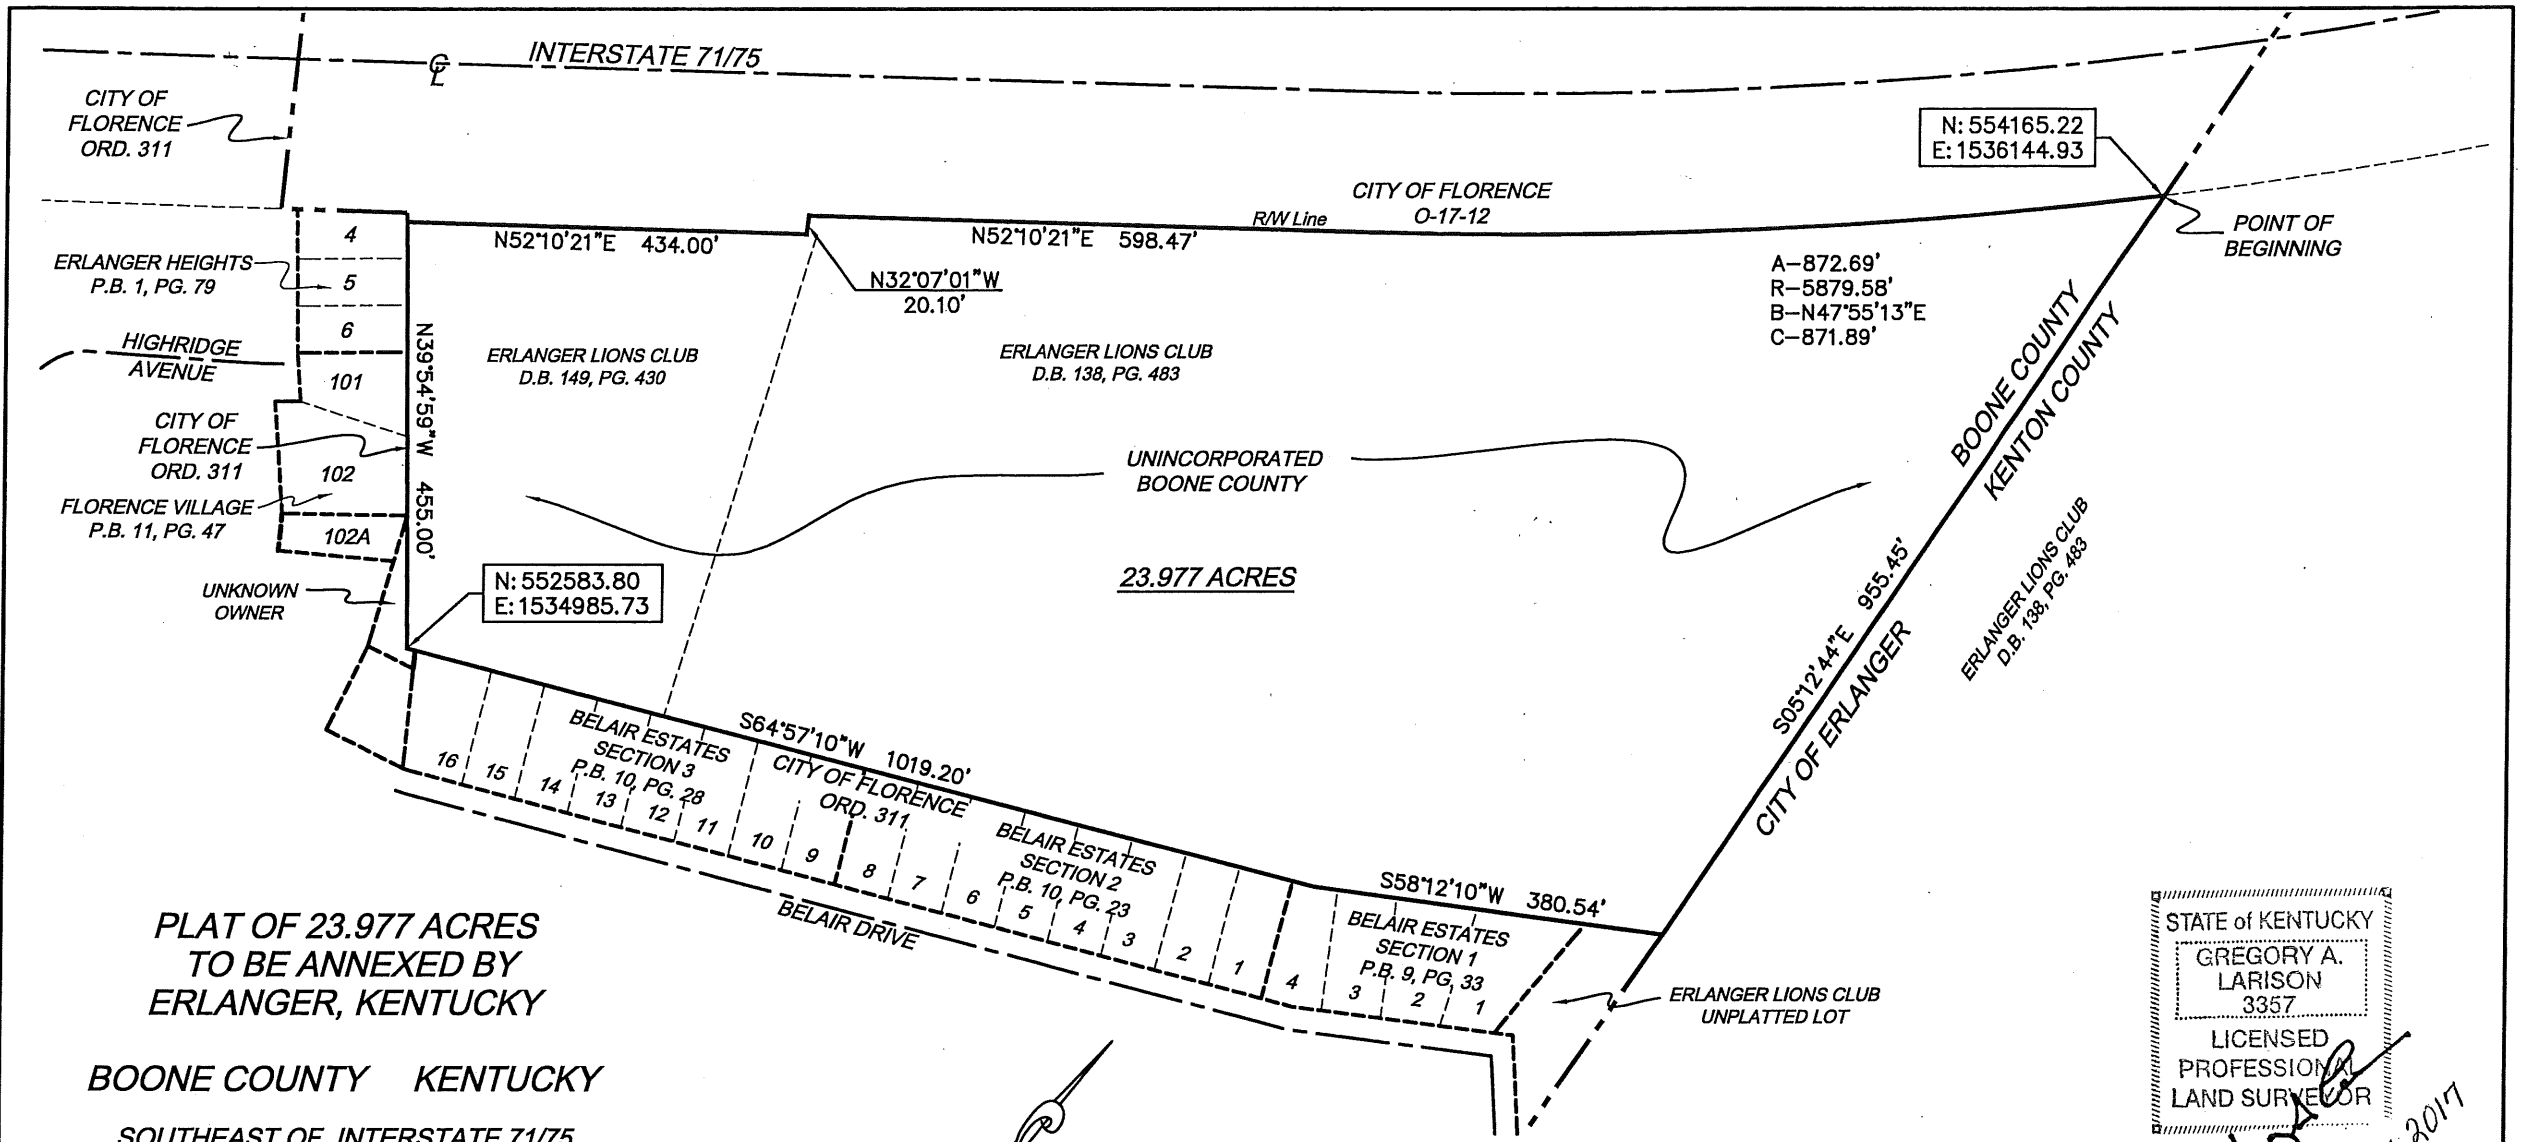 INTERSTATE 71/75
CITY OF
FLORENCE
ORD. 311
N: 554165.22
E: 1536144.93
POINT OF
BEGINNING
CITY OF FLORENCE
O-17-12
R/W Line
N52°10'21"E 434.00'
N52°10'21"E 598.47'
N32°07'01"W
20.10'
A-872.69'
R-5879.58'
B-N47°55'13"E
C-871.89'
4
5
6
101
102
102A
ERLANGER HEIGHTS
P.B. 1, PG. 79
HIGHRIDGE
AVENUE
CITY OF
FLORENCE
ORD. 311
FLORENCE VILLAGE
P.B. 11, PG. 47
UNKNOWN
OWNER
N39°54'59"W 455.00'
ERLANGER LIONS CLUB
D.B. 149, PG. 430
ERLANGER LIONS CLUB
D.B. 138, PG. 483
UNINCORPORATED
BOONE COUNTY
23.977 ACRES
BOONE COUNTY
KENTON COUNTY
S05°12'44"E 955.45'
CITY OF ERLANGER
ERLANGER LIONS CLUB
D.B. 138, PG. 483
N: 552583.80
E: 1534985.73
S64°57'10"W 1019.20'
BELAIR ESTATES
SECTION 3
P.B. 10, PG. 28
CITY OF FLORENCE
ORD. 311
BELAIR ESTATES
SECTION 2
P.B. 10, PG. 23
16 15 14 13 12 11 10 9 8 7 6 5 4 3 2 1
S58°12'10"W 380.54'
BELAIR ESTATES
SECTION 1
P.B. 9, PG. 33
4 3 2 1
BELAIR DRIVE
ERLANGER LIONS CLUB
UNPLATTED LOT
PLAT OF 23.977 ACRES
TO BE ANNEXED BY
ERLANGER, KENTUCKY
BOONE COUNTY KENTUCKY
SOUTHEAST OF INTERSTATE 71/75
STATE of KENTUCKY
GREGORY A.
LARISON
3357
LICENSED
PROFESSIONAL
LAND SURVEYOR
2017